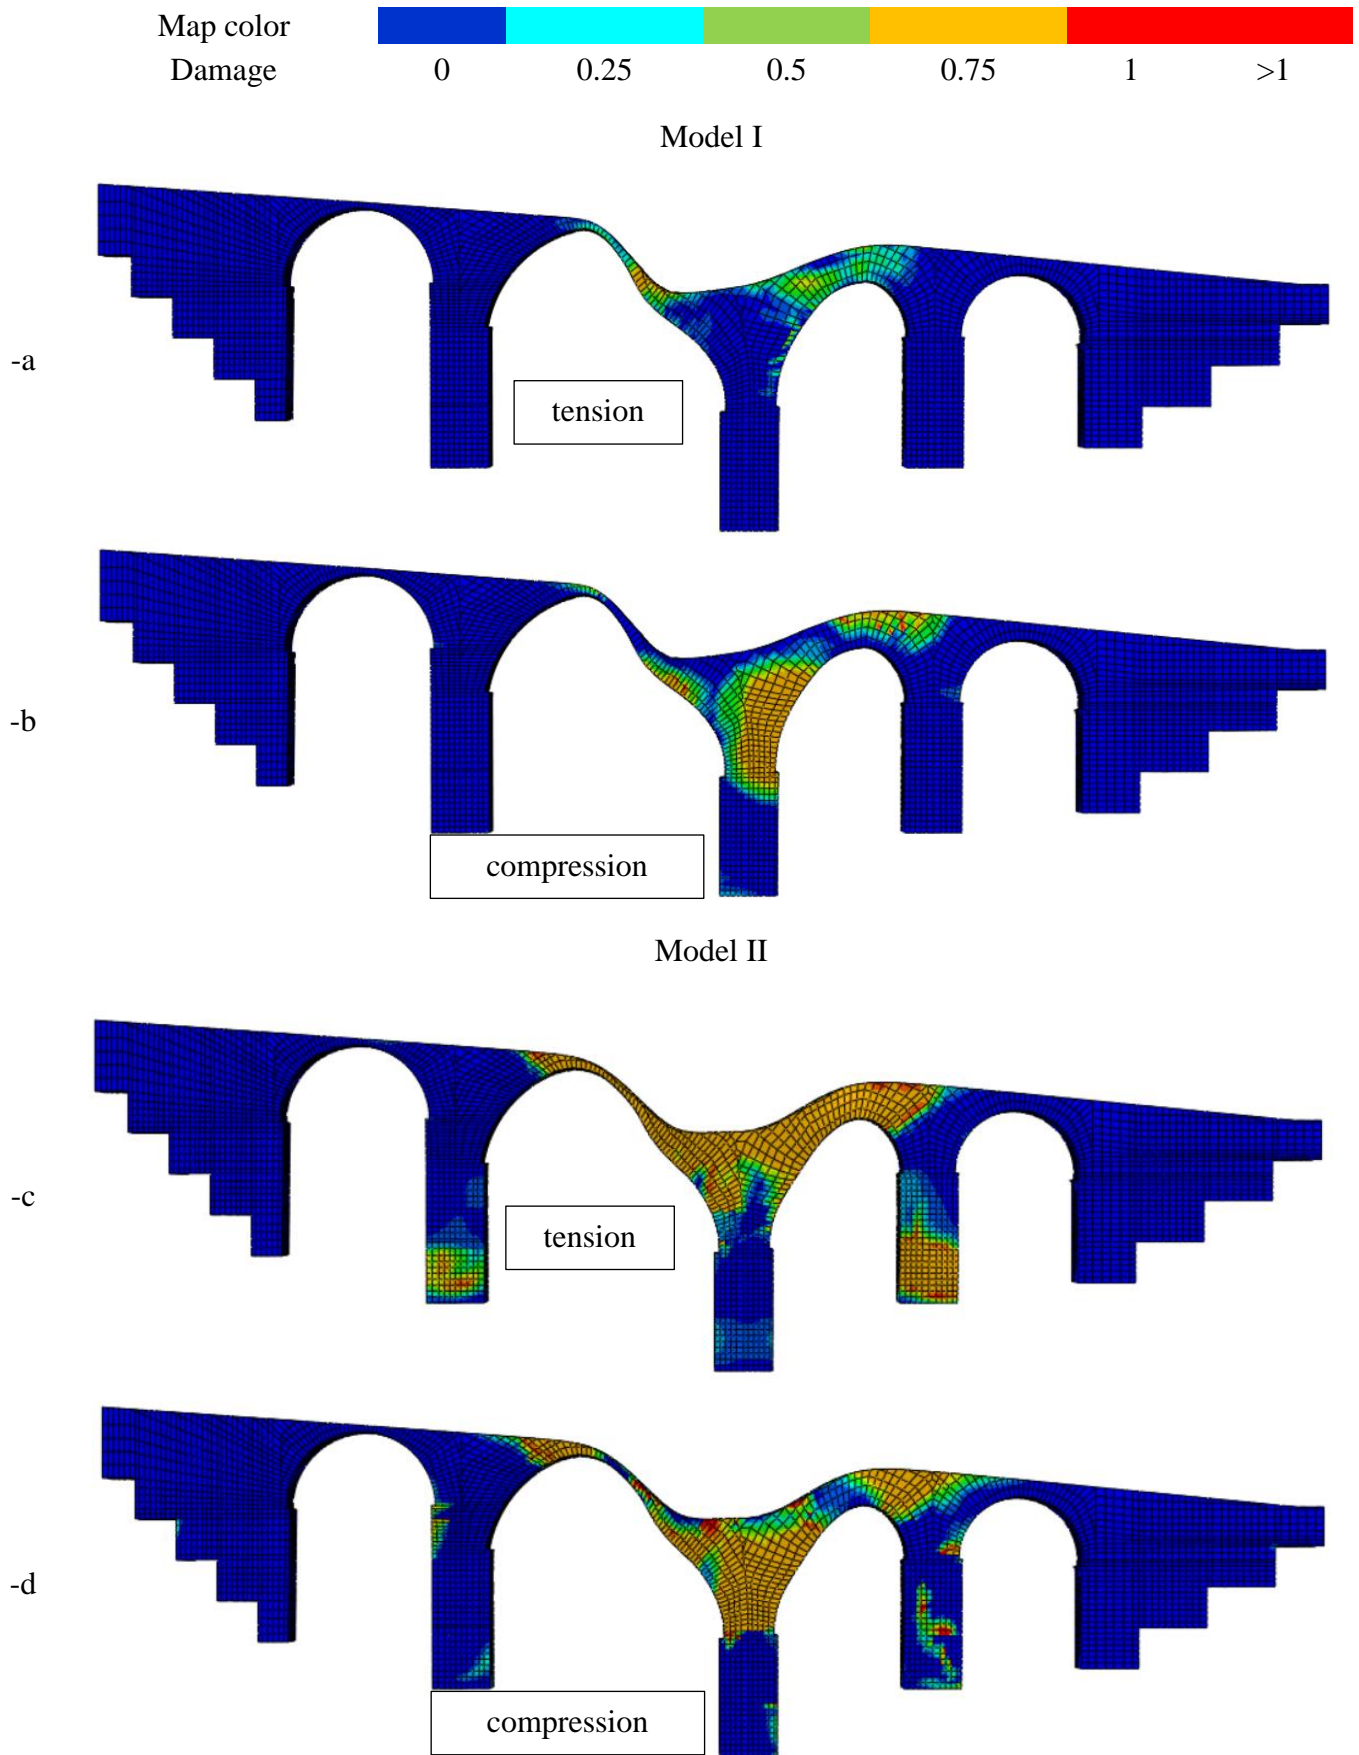 Map color
Damage 0 0.25 0.5 0.75 1 >1
Model I
-a
tension
-b
compression
Model II
-c
tension
-d
compression